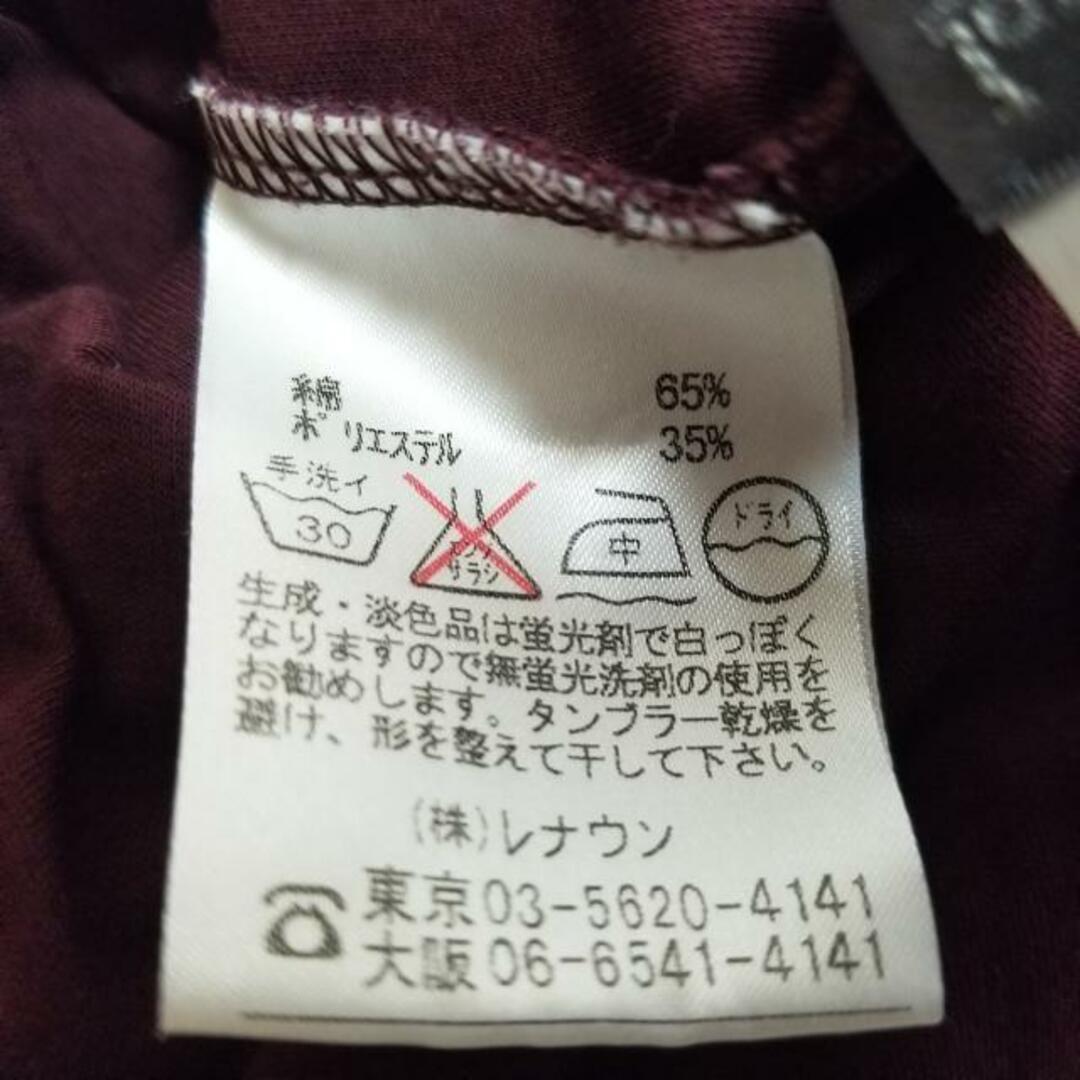 綿 65%
ポリエステル 35%
手洗イ
30
エンソ
サラシ
中
ドライ
生成・淡色品は蛍光剤で白っぽく
なりますので無蛍光洗剤の使用を
お勧めします。タンブラー乾燥を
避け、形を整えて干して下さい。
(株)レナウン
東京03-5620-4141
大阪06-6541-4141